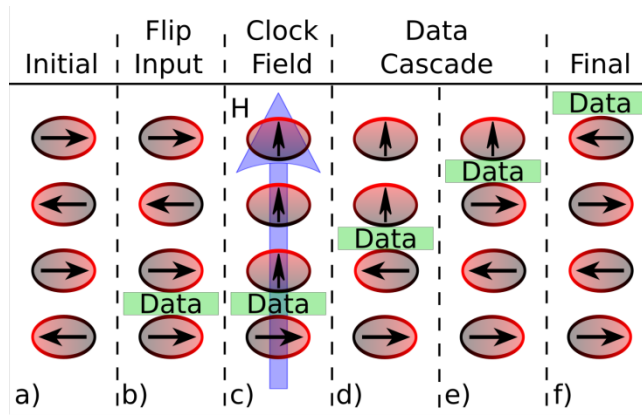 Flip Clock Data
Initial Input Field Cascade Final
H
Data
Data
Data
Data Data
a) b) c) d) e) f)